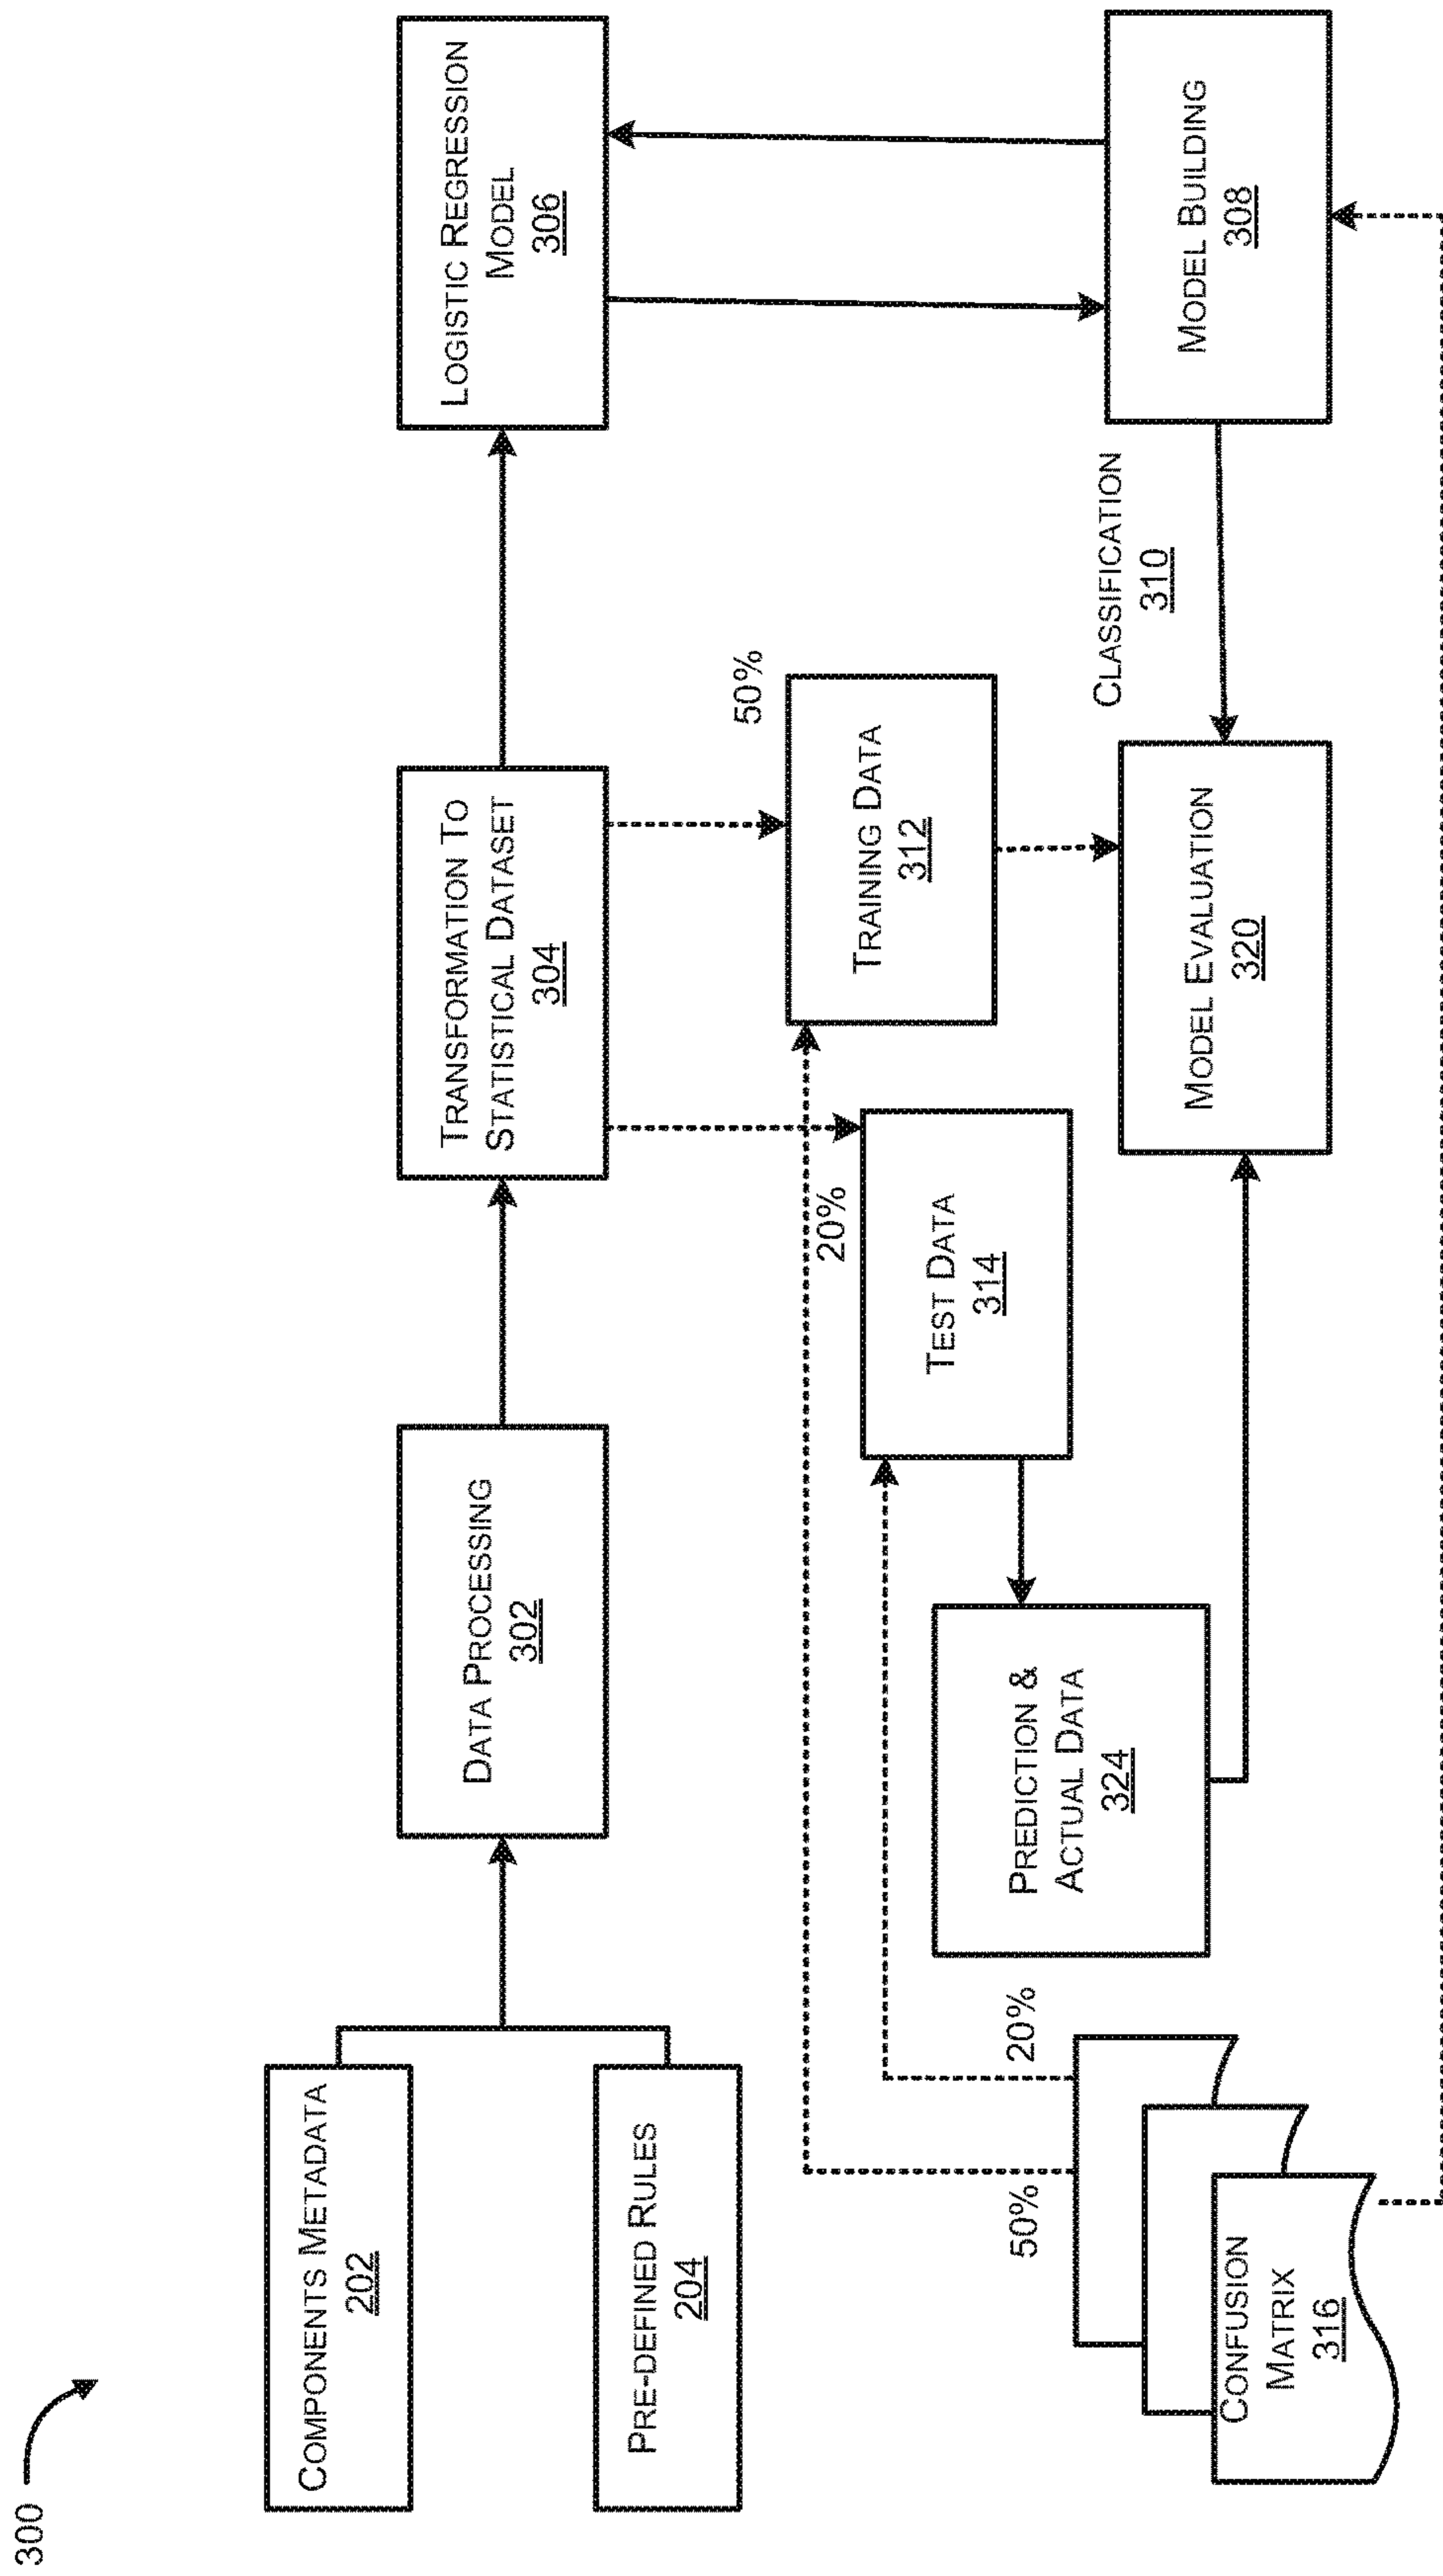 300
COMPONENTS METADATA
202
PRE-DEFINED RULES
204
DATA PROCESSING
302
TRANSFORMATION TO
STATISTICAL DATASET
304
LOGISTIC REGRESSION
MODEL
306
50%
TRAINING DATA
312
20%
TEST DATA
314
PREDICTION &
ACTUAL DATA
324
CLASSIFICATION
310
MODEL BUILDING
308
MODEL EVALUATION
320
50%
20%
CONFUSION
MATRIX
316